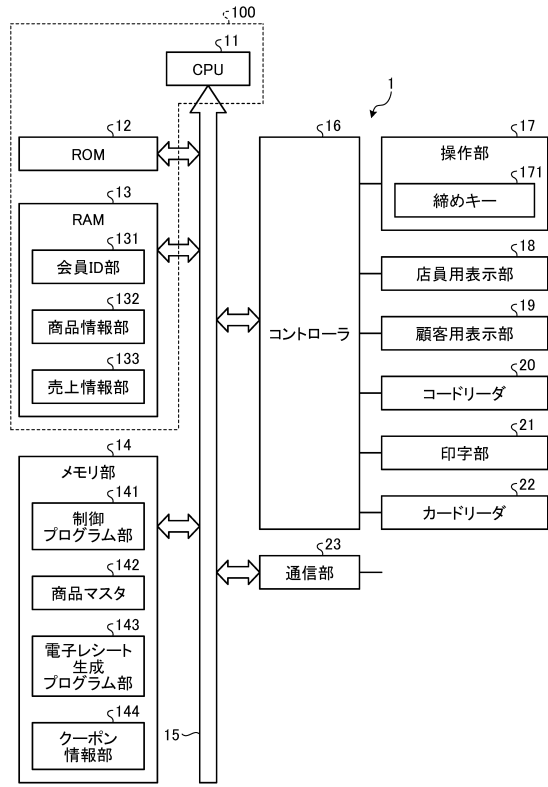 100
11
CPU
1
12
ROM
16
コントローラ
17
操作部
171
締めキー
13
RAM
131
会員ID部
132
商品情報部
133
売上情報部
18
店員用表示部
19
顧客用表示部
20
コードリーダ
21
印字部
22
カードリーダ
14
メモリ部
141
制御
プログラム部
142
商品マスタ
143
電子レシート
生成
プログラム部
144
クーポン
情報部
15
23
通信部